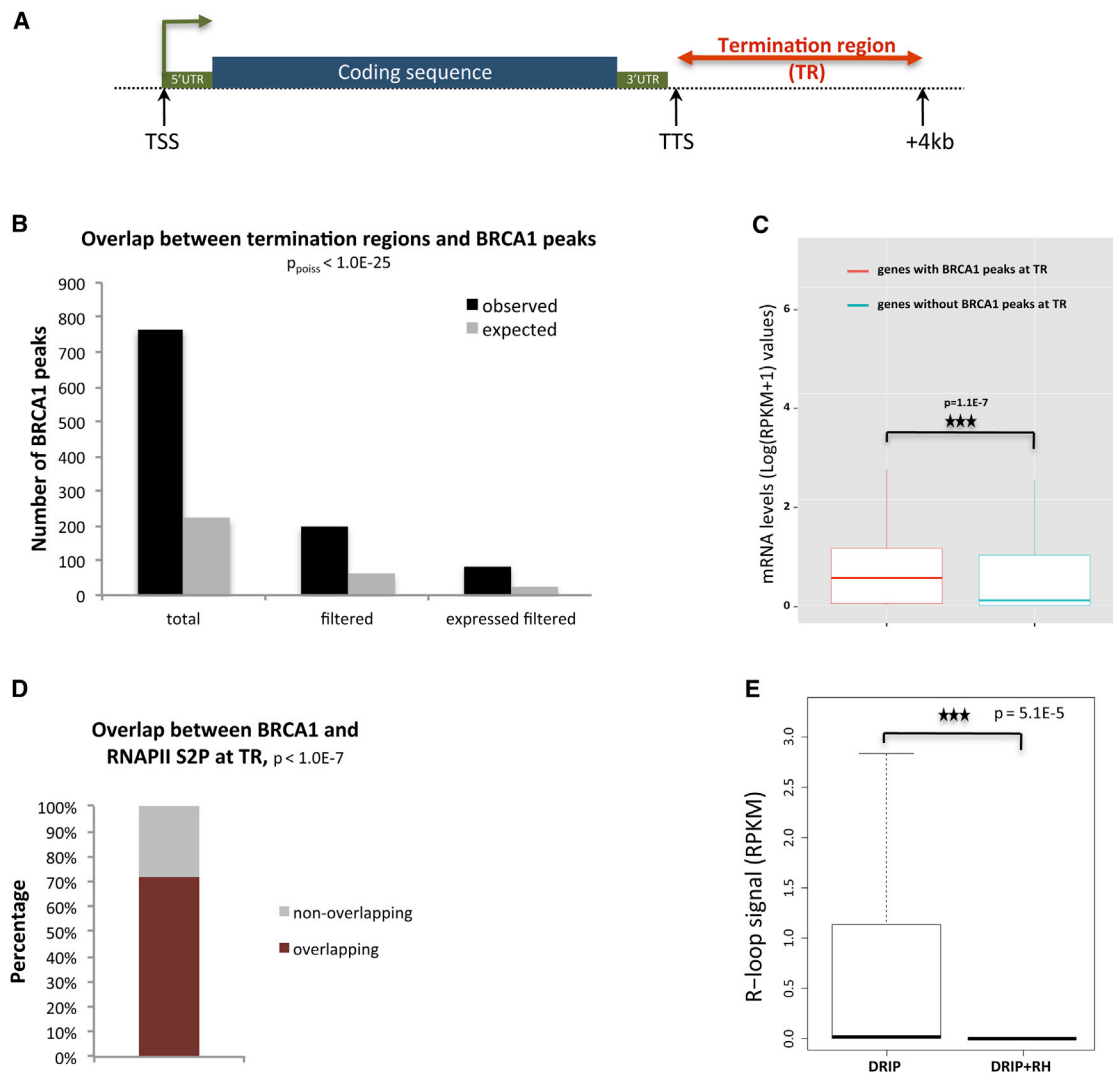 A
Termination region
(TR)
5'UTR
Coding sequence
3'UTR
TSS
TTS
+4kb
B
Overlap between termination regions and BRCA1 peaks
p_poiss < 1.0E-25
Number of BRCA1 peaks
900
800
700
600
500
400
300
200
100
0
observed
expected
total
filtered
expressed filtered
C
genes with BRCA1 peaks at TR
genes without BRCA1 peaks at TR
mRNA levels (Log(RPKM+1) values)
6
4
2
0
p=1.1E-7
★★★
D
Overlap between BRCA1 and
RNAPII S2P at TR, p < 1.0E-7
Percentage
100%
90%
80%
70%
60%
50%
40%
30%
20%
10%
0%
non-overlapping
overlapping
E
★★★ p = 5.1E-5
R−loop signal (RPKM)
3.0
2.5
2.0
1.5
1.0
0.5
0.0
DRIP
DRIP+RH